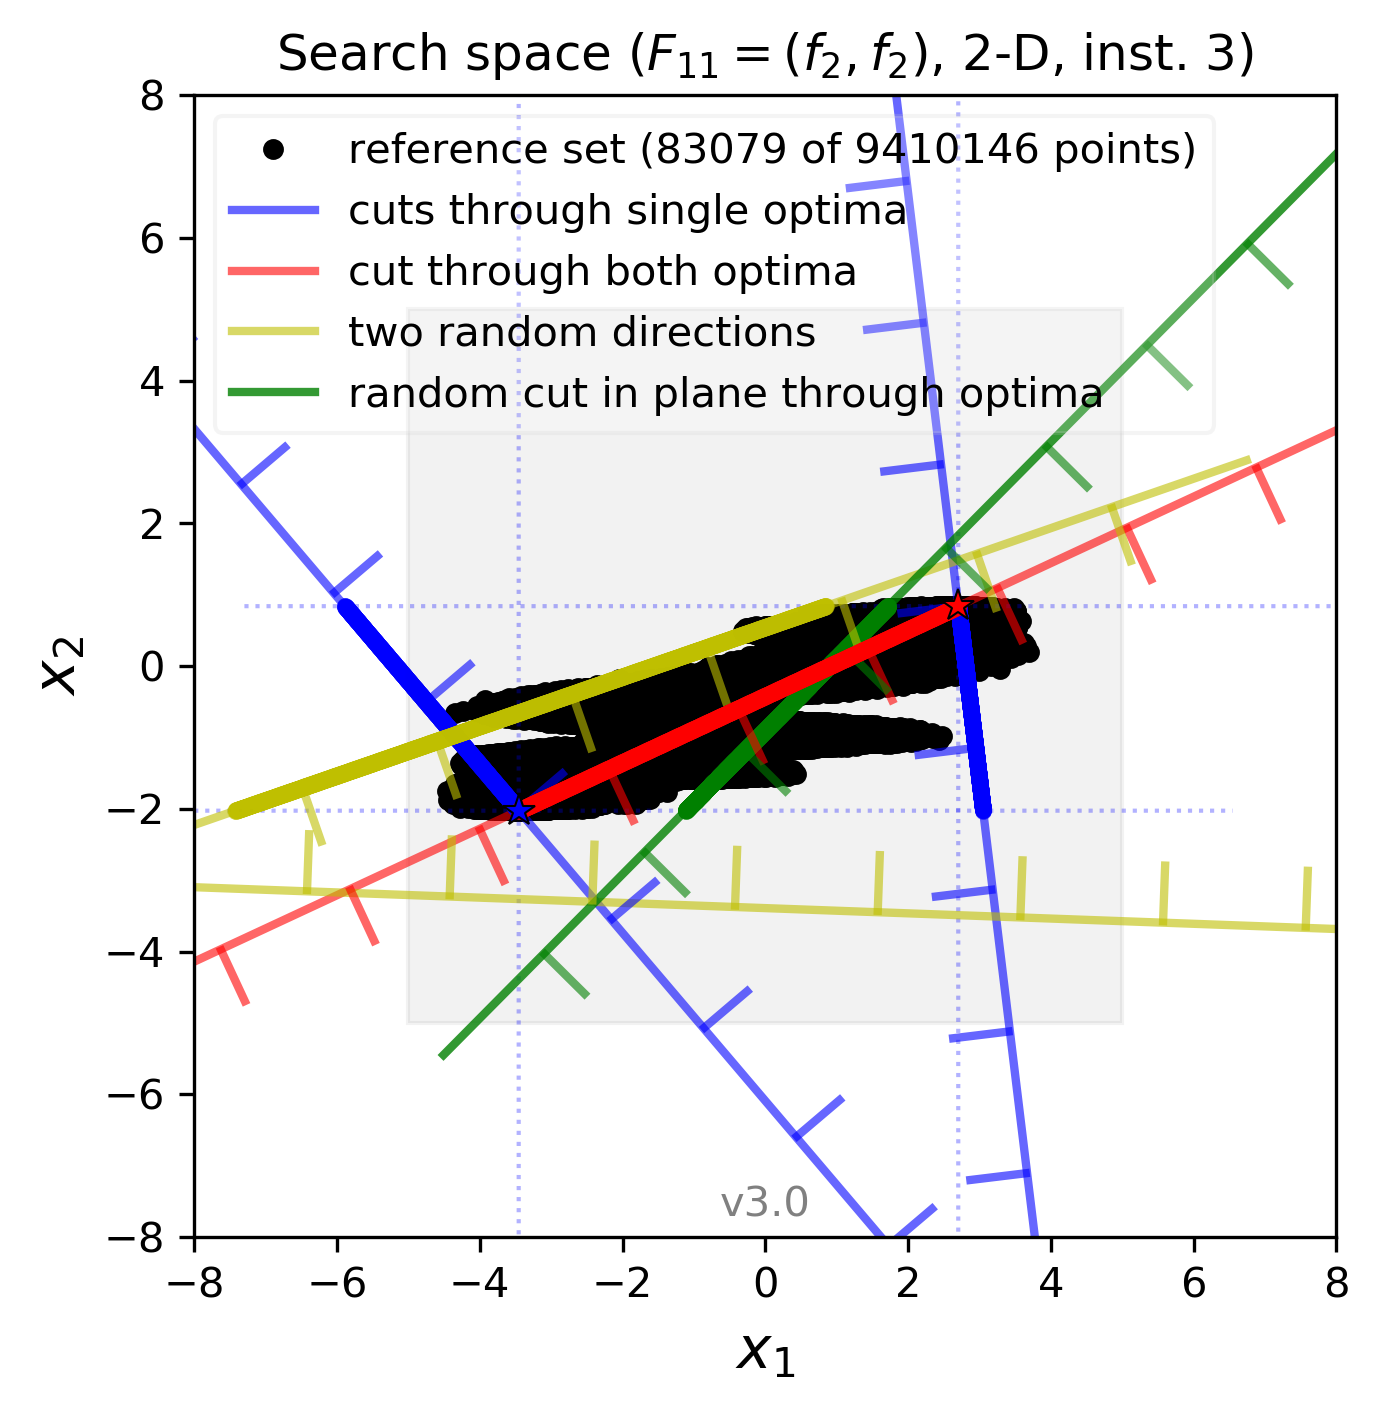 Search space (F₁₁ = (f₂, f₂), 2-D, inst. 3)
reference set (83079 of 9410146 points)
cuts through single optima
cut through both optima
two random directions
random cut in plane through optima
8
6
4
2
0
−2
−4
−6
−8
x₂
v3.0
−8 −6 −4 −2 0 2 4 6 8
x₁